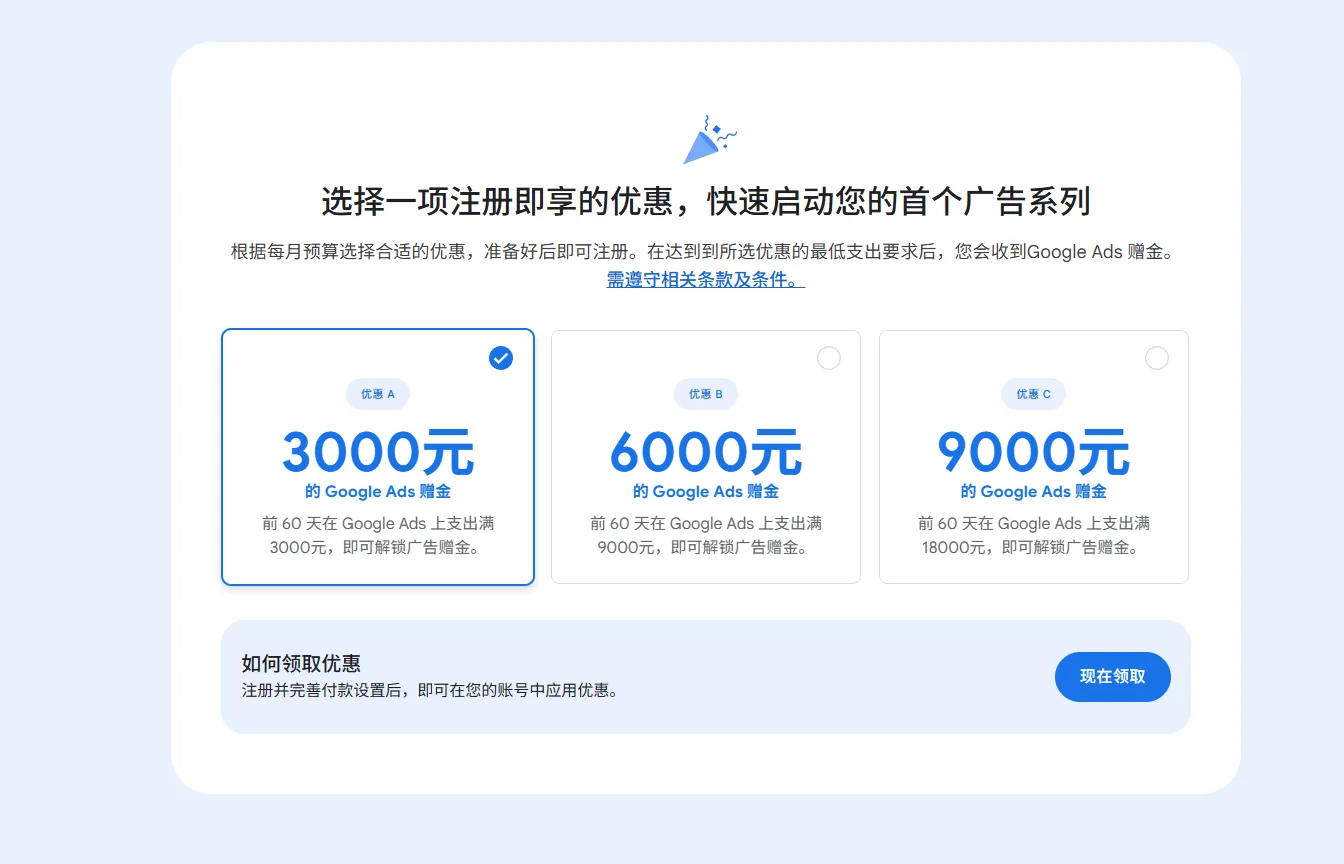 选择一项注册即享的优惠，快速启动您的首个广告系列
根据每月预算选择合适的优惠，准备好后即可注册。在达到到所选优惠的最低支出要求后，您会收到Google Ads 赠金。
需遵守相关条款及条件。
优惠 A
3000元
的 Google Ads 赠金
前 60 天在 Google Ads 上支出满
3000元，即可解锁广告赠金。
优惠 B
6000元
的 Google Ads 赠金
前 60 天在 Google Ads 上支出满
9000元，即可解锁广告赠金。
优惠 C
9000元
的 Google Ads 赠金
前 60 天在 Google Ads 上支出满
18000元，即可解锁广告赠金。
如何领取优惠
注册并完善付款设置后，即可在您的账号中应用优惠。
现在领取